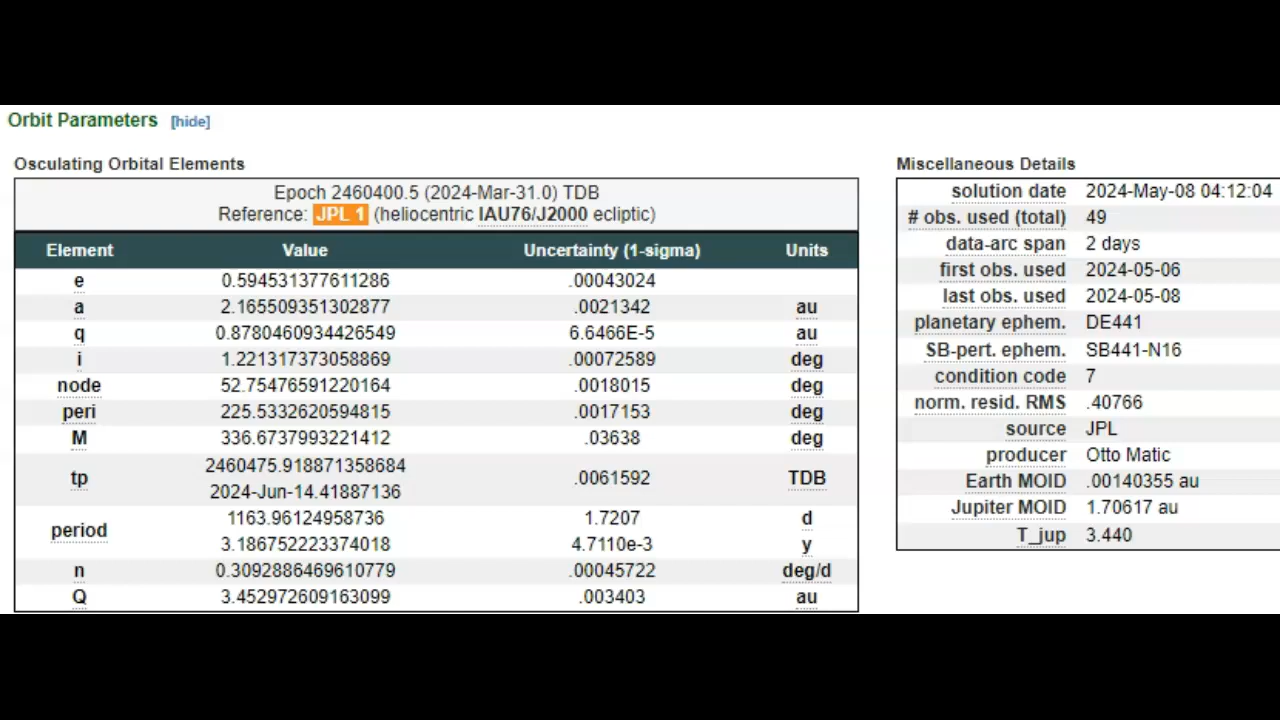 Orbit Parameters [hide]
Osculating Orbital Elements
Epoch 2460400.5 (2024-Mar-31.0) TDB
Reference: JPL 1 (heliocentric IAU76/J2000 ecliptic)
Element Value Uncertainty (1-sigma) Units
e 0.594531377611286 .00043024
a 2.165509351302877 .0021342 au
q 0.8780460934426549 6.6466E-5 au
i 1.221317373058869 .00072589 deg
node 52.75476591220164 .0018015 deg
peri 225.5332620594815 .0017153 deg
M 336.6737993221412 .03638 deg
tp 2460475.918871358684 .0061592 TDB
2024-Jun-14.41887136
period 1163.96124958736 1.7207 d
3.186752223374018 4.7110e-3 y
n 0.3092886469610779 .00045722 deg/d
Q 3.452972609163099 .003403 au
Miscellaneous Details
solution date 2024-May-08 04:12:04
# obs. used (total) 49
data-arc span 2 days
first obs. used 2024-05-06
last obs. used 2024-05-08
planetary ephem. DE441
SB-pert. ephem. SB441-N16
condition code 7
norm. resid. RMS .40766
source JPL
producer Otto Matic
Earth MOID .00140355 au
Jupiter MOID 1.70617 au
T_jup 3.440